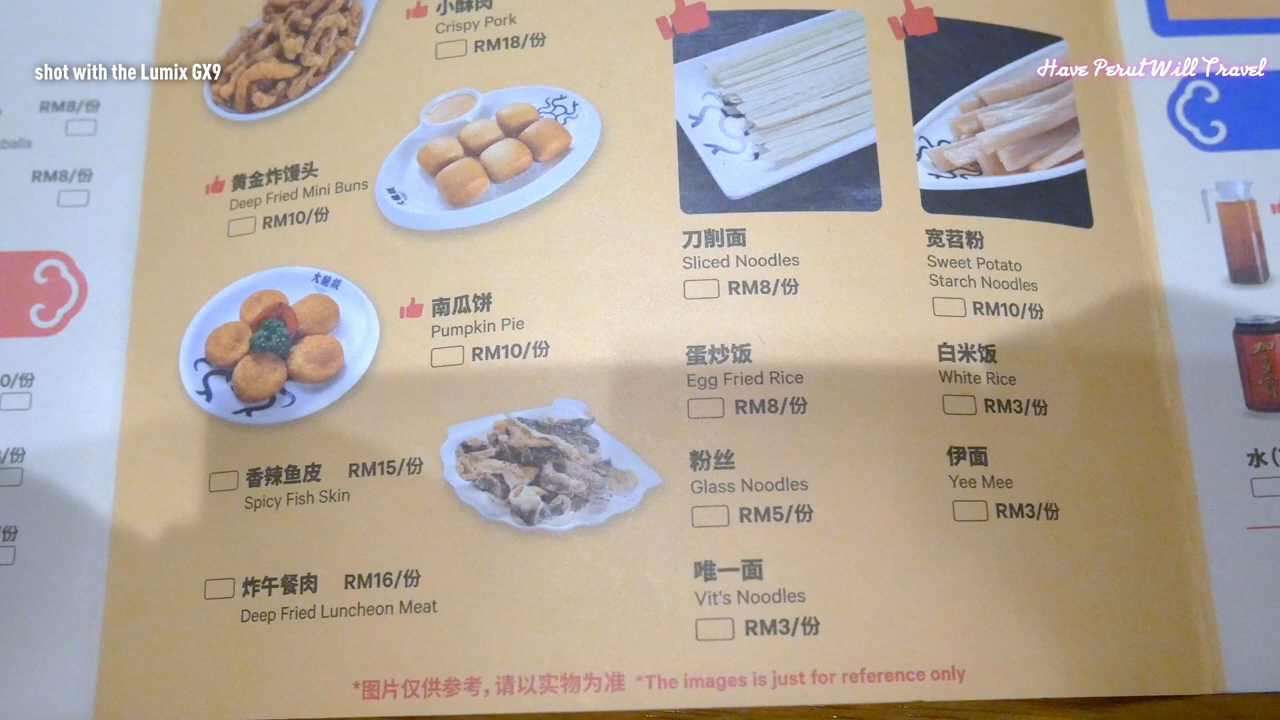 shot with the Lumix GX9
Have Perut Will Travel
RM8/份
RM8/份
小酥肉
Crispy Pork
RM18/份
黄金炸馒头
Deep Fried Mini Buns
RM10/份
南瓜饼
Pumpkin Pie
RM10/份
香辣鱼皮 RM15/份
Spicy Fish Skin
炸午餐肉 RM16/份
Deep Fried Luncheon Meat
刀削面
Sliced Noodles
RM8/份
宽苕粉
Sweet Potato
Starch Noodles
RM10/份
蛋炒饭
Egg Fried Rice
RM8/份
白米饭
White Rice
RM3/份
粉丝
Glass Noodles
RM5/份
伊面
Yee Mee
RM3/份
唯一面
Vit's Noodles
RM3/份
水
*图片仅供参考，请以实物为准 *The images is just for reference only